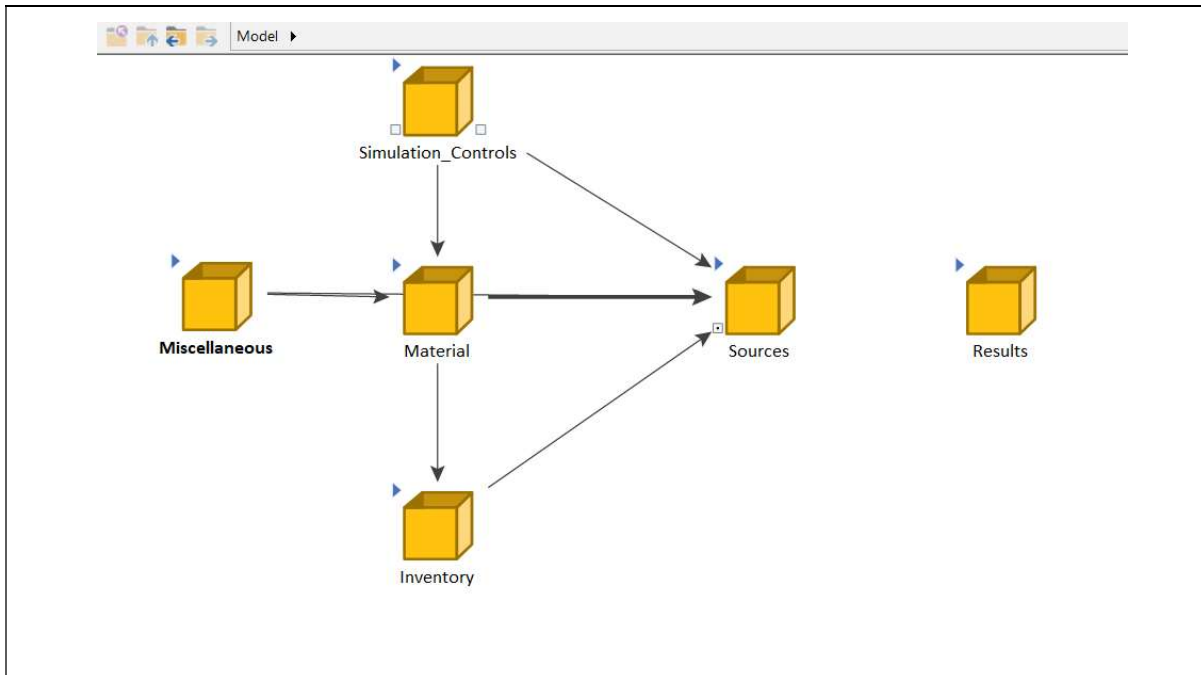 Model
Simulation_Controls
Miscellaneous
Material
Sources
Results
Inventory